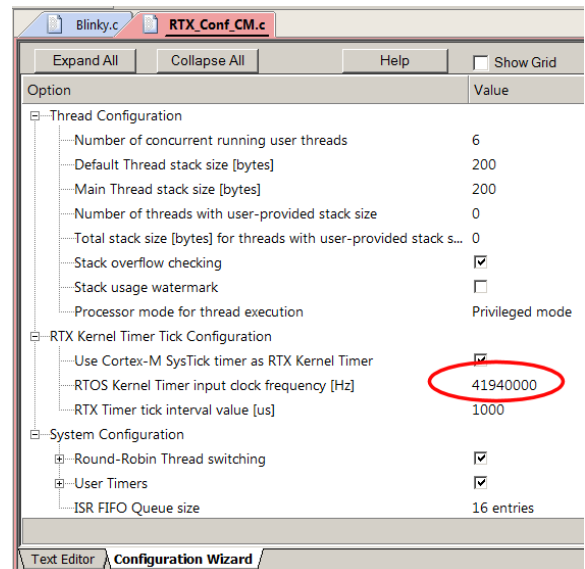 Blinky.c RTX_Conf_CM.c
Expand All Collapse All Help Show Grid
Option Value
Thread Configuration
Number of concurrent running user threads 6
Default Thread stack size [bytes] 200
Main Thread stack size [bytes] 200
Number of threads with user-provided stack size 0
Total stack size [bytes] for threads with user-provided stack s... 0
Stack overflow checking
Stack usage watermark
Processor mode for thread execution Privileged mode
RTX Kernel Timer Tick Configuration
Use Cortex-M SysTick timer as RTX Kernel Timer
RTOS Kernel Timer input clock frequency [Hz] 41940000
RTX Timer tick interval value [us] 1000
System Configuration
Round-Robin Thread switching
User Timers
ISR FIFO Queue size 16 entries
Text Editor Configuration Wizard